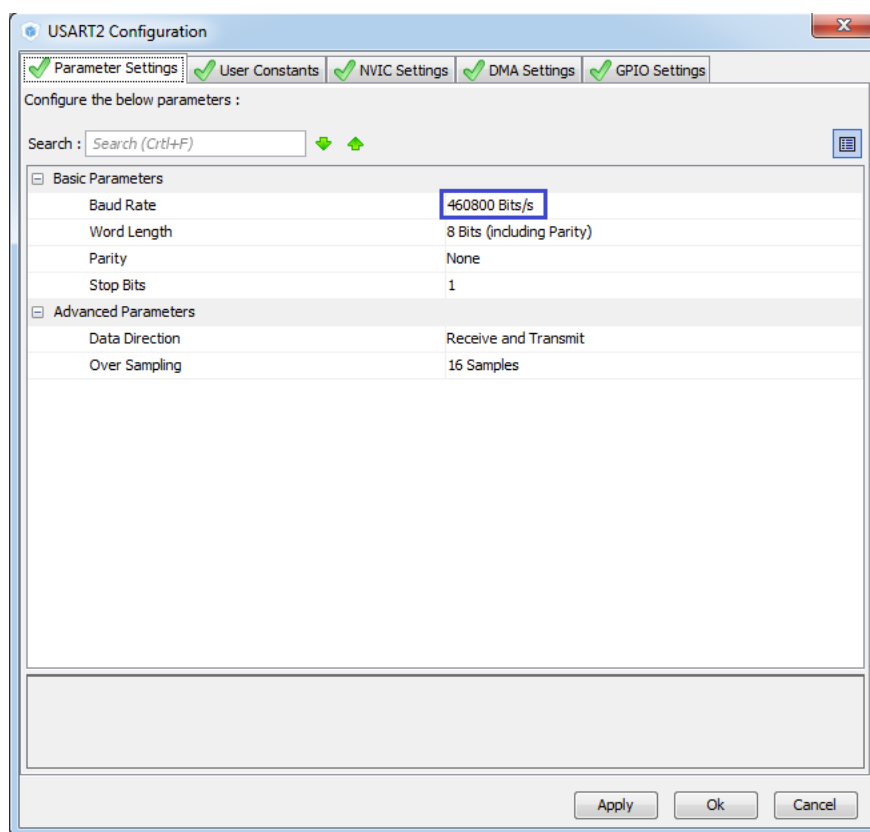 USART2 Configuration
Parameter Settings User Constants NVIC Settings DMA Settings GPIO Settings
Configure the below parameters :
Search : Search (Crtl+F)
Basic Parameters
Baud Rate 460800 Bits/s
Word Length 8 Bits (including Parity)
Parity None
Stop Bits 1
Advanced Parameters
Data Direction Receive and Transmit
Over Sampling 16 Samples
Apply Ok Cancel